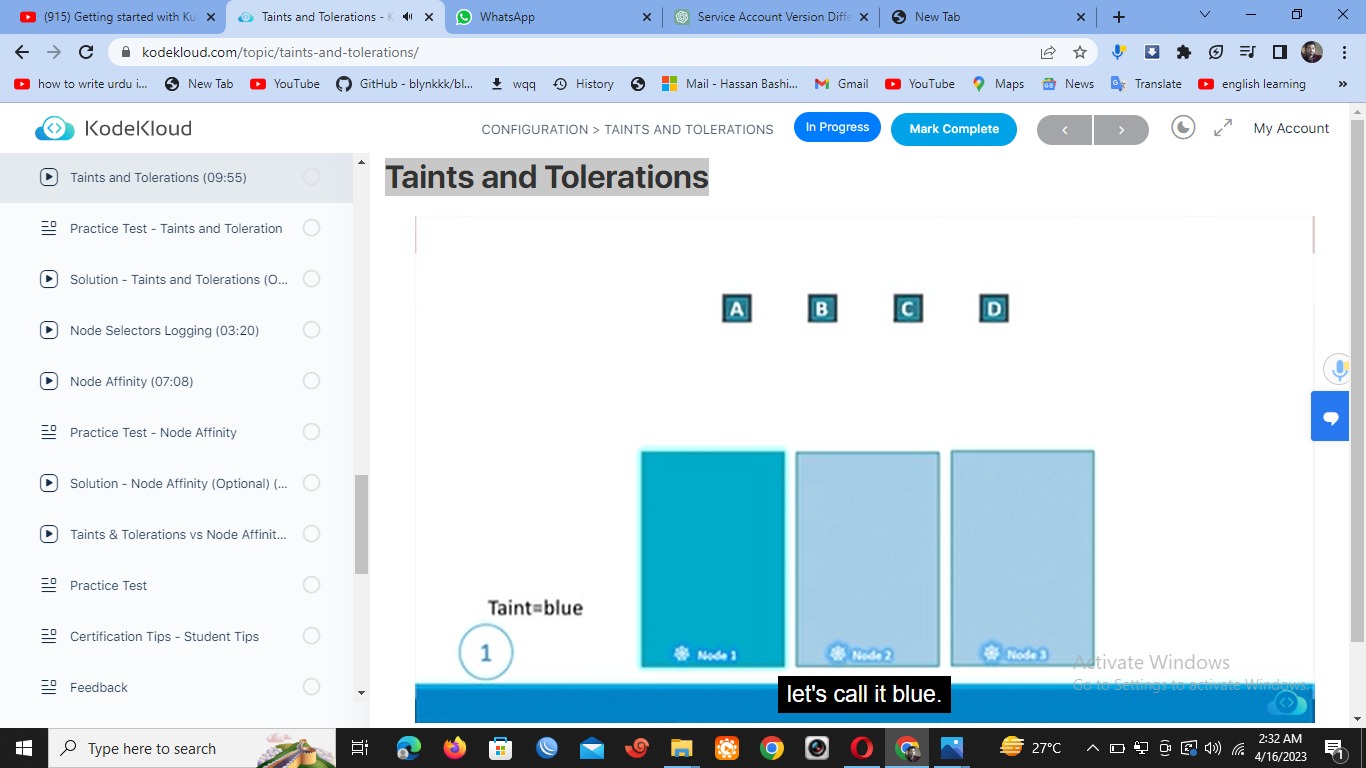 (915) Getting started with Ku
Taints and Tolerations - K
WhatsApp
Service Account Version Diffe
New Tab
kodekloud.com/topic/taints-and-tolerations/
how to write urdu i...
New Tab
YouTube
GitHub - blynkkk/bl...
wqq
History
Mail - Hassan Bashi...
Gmail
YouTube
Maps
News
Translate
english learning
»
KodeKloud
CONFIGURATION > TAINTS AND TOLERATIONS
In Progress
Mark Complete
My Account
Taints and Tolerations (09:55)
Practice Test - Taints and Toleration
Solution - Taints and Tolerations (O...
Node Selectors Logging (03:20)
Node Affinity (07:08)
Practice Test - Node Affinity
Solution - Node Affinity (Optional) (...
Taints & Tolerations vs Node Affinit...
Practice Test
Certification Tips - Student Tips
Feedback
Taints and Tolerations
A B C D
Taint=blue
1
Node 1
Node 2
Node 3
let's call it blue.
Activate Windows
Go to Settings to activate Windows.
Type here to search
27°C
2:32 AM
4/16/2023
1